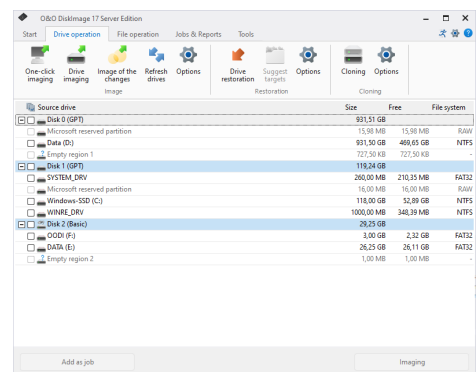 O&O DiskImage 17 Server Edition
Start Drive operation File operation Jobs & Reports Tools
One-click imaging Drive imaging Image of the changes Refresh drives Options Drive restoration Suggest targets Options Cloning Options
Image Restoration Cloning
Source drive Size Free File system
Disk 0 (GPT) 931,51 GB
Microsoft reserved partition 15,98 MB 15,98 MB RAW
Data (D:) 931,50 GB 469,65 GB NTFS
Empty region 1 727,50 KB 727,50 KB -
Disk 1 (GPT) 119,24 GB
SYSTEM_DRV 260,00 MB 210,35 MB FAT32
Microsoft reserved partition 16,00 MB 16,00 MB RAW
Windows-SSD (C:) 118,00 GB 52,89 GB NTFS
WINRE_DRV 1000,00 MB 348,39 MB NTFS
Disk 2 (Basic) 29,25 GB
OODI (F:) 3,00 GB 2,32 GB FAT32
DATA (E:) 26,25 GB 26,11 GB FAT32
Empty region 2 1,00 MB 1,00 MB -
Add as job Imaging